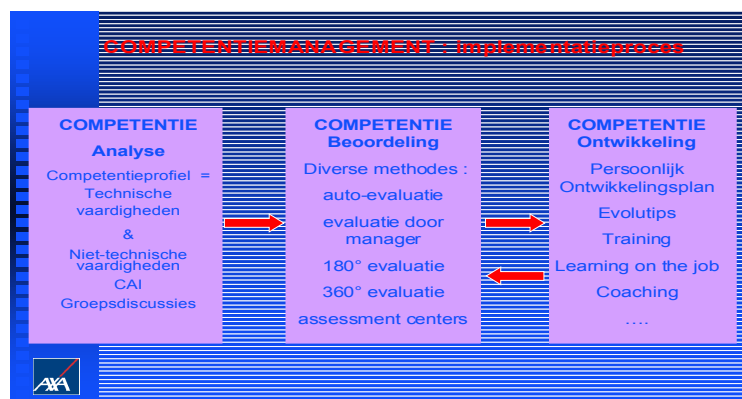 COMPETENTIEMANAGEMENT : implementatieproces
COMPETENTIE
Analyse
Competentieprofiel =
Technische
vaardigheden
&
Niet-technische
vaardigheden
CAI
Groepsdiscussies
COMPETENTIE
Beoordeling
Diverse methodes :
auto-evaluatie
evaluatie door
manager
180° evaluatie
360° evaluatie
assessment centers
COMPETENTIE
Ontwikkeling
Persoonlijk
Ontwikkelingsplan
Evolutips
Training
Learning on the job
Coaching
….
AXA